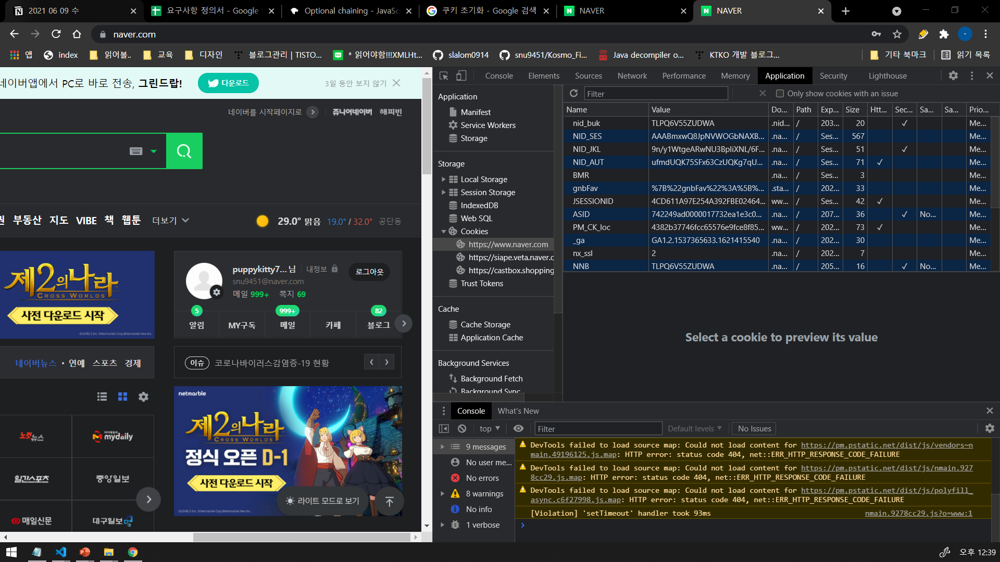 2021 06 09 수
요구사항 정의서 - Google S
Optional chaining - JavaSc
쿠키 초기화 - Google 검색
NAVER
NAVER
naver.com
앱
index
읽어볼..
교육
디자인
블로그관리 | TISTO...
* 읽어야함!!!XMLHt...
slalom0914
snu9451/Kosmo_Fi...
Java decompiler o...
KTKO 개발 블로그...
기타 북마크
읽기 목록
네이버앱에서 PC로 바로 전송, 그린드랍!
다운로드
3일 동안 보지 않기
네이버를 시작페이지로
쥬니어네이버
해피빈
부동산 지도 VIBE 책 웹툰 더보기
29.0° 맑음 19.0° / 32.0° 공단동
제2의나라
CROSS WORLDS
사전 다운로드 시작
puppykitty7... 님
내정보
로그아웃
snu9451@naver.com
메일 999+ 쪽지 69
5
999+
82
알림
MY구독
메일
카페
블로그
네이버뉴스 · 연예 스포츠 경제
이슈
코로나바이러스감염증-19 현황
노컷뉴스
마이데일리
mydaily
일간스포츠
중앙일보
매일신문
대구일보
netmarble
제2의나라
CROSS WORLDS
정식 오픈 D-1
사전 다운로드 시작
라이트 모드로 보기
Console
Elements
Sources
Network
Performance
Memory
Application
Security
Lighthouse
Application
Manifest
Service Workers
Storage
Storage
Local Storage
Session Storage
IndexedDB
Web SQL
Cookies
https://www.naver.com
https://siape.veta.naver.c
https://castbox.shopping
Trust Tokens
Cache
Cache Storage
Application Cache
Background Services
Background Fetch
Background Sync
Filter
Only show cookies with an issue
Name Value Do... Path Exp... Size Htt... Sec... Sa... Sa... Prio...
nid_buk TLPQ6V55ZUDWA .nid... / 203... 20 ✓ Me...
NID_SES AAABmxwQ8JpNVWOGbNAXB... .na... / Ses... 567 Me...
NID_JKL 9n/y1WtgeARwNU3BpIiXNL/6F... .na... / Ses... 51 ✓ Me...
NID_AUT ufmdUQK75SFx63CzUQKg7qU... .na... / Ses... 71 ✓ Me...
BMR .na... / Ses... 3 Me...
gnbFav %7B%22gnbFav%22%3A%5B%... .sta... / 202... 33 Me...
JSESSIONID 4CD611A97E254A392FBE02464... ww... / Ses... 42 ✓ Me...
ASID 742249ad0000017732ea1e3c0... .na... / 207... 36 ✓ No... Me...
PM_CK_loc 4382b37746fcc65576e9fce8f85... ww... / 202... 73 ✓ Me...
_ga GA1.2.1537365633.1621415540 .na... / 202... 30 Me...
nx_ssl 2 .na... / 202... 7 Me...
NNB TLPQ6V55ZUDWA .na... / 205... 16 ✓ No... Me...
Select a cookie to preview its value
Console
What's New
top
Filter
Default levels
No Issues
9 messages
No user me...
No errors
8 warnings
No info
1 verbose
DevTools failed to load source map: Could not load content for https://pm.pstatic.net/dist/js/vendors~n
main.49196125.js.map: HTTP error: status code 404, net::ERR_HTTP_RESPONSE_CODE_FAILURE
DevTools failed to load source map: Could not load content for https://pm.pstatic.net/dist/js/nmain.927
8cc29.js.map: HTTP error: status code 404, net::ERR_HTTP_RESPONSE_CODE_FAILURE
DevTools failed to load source map: Could not load content for https://pm.pstatic.net/dist/js/polyfill_
async.c6f27998.js.map: HTTP error: status code 404, net::ERR_HTTP_RESPONSE_CODE_FAILURE
[Violation] 'setTimeout' handler took 93ms
nmain.9278cc29.js?o=www:1
오후 12:39